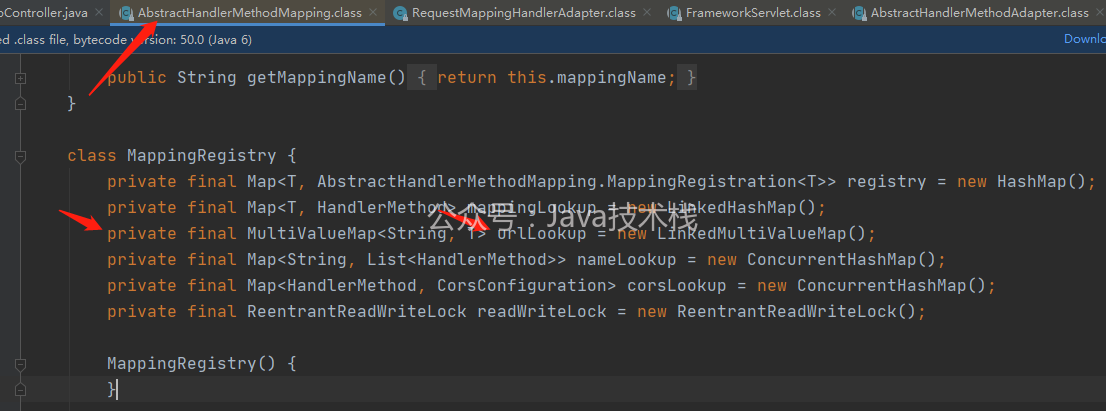 oController.java × AbstractHandlerMethodMapping.class × RequestMappingHandlerAdapter.class × FrameworkServlet.class × AbstractHandlerMethodAdapter.class ×
ed .class file, bytecode version: 50.0 (Java 6) Downlo
public String getMappingName() { return this.mappingName; }
}
class MappingRegistry {
private final Map<T, AbstractHandlerMethodMapping.MappingRegistration<T>> registry = new HashMap();
private final Map<T, HandlerMethod> mappingLookup = new LinkedHashMap();
private final MultiValueMap<String, T> urlLookup = new LinkedMultiValueMap();
private final Map<String, List<HandlerMethod>> nameLookup = new ConcurrentHashMap();
private final Map<HandlerMethod, CorsConfiguration> corsLookup = new ConcurrentHashMap();
private final ReentrantReadWriteLock readWriteLock = new ReentrantReadWriteLock();
MappingRegistry() {
}
公众号:Java技术栈